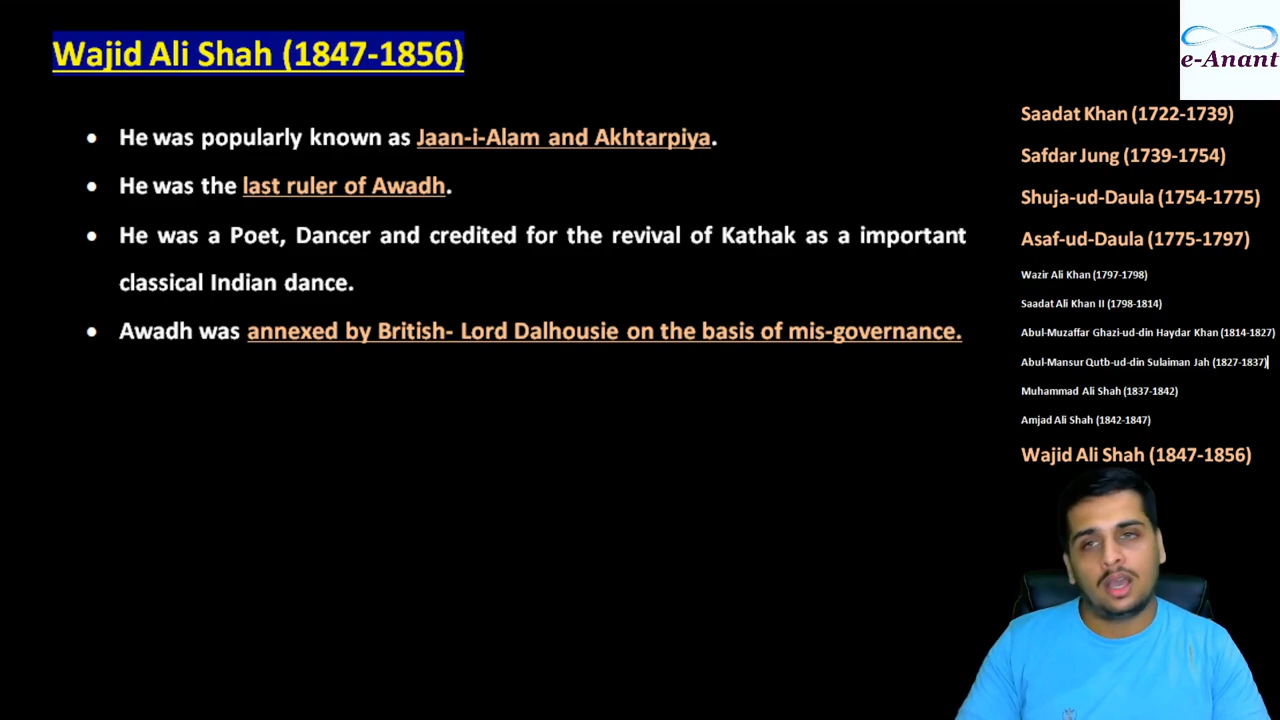 Wajid Ali Shah (1847-1856)
e-Anant
• He was popularly known as Jaan-i-Alam and Akhtarpiya.
• He was the last ruler of Awadh.
• He was a Poet, Dancer and credited for the revival of Kathak as a important
classical Indian dance.
• Awadh was annexed by British- Lord Dalhousie on the basis of mis-governance.
Saadat Khan (1722-1739)
Safdar Jung (1739-1754)
Shuja-ud-Daula (1754-1775)
Asaf-ud-Daula (1775-1797)
Wazir Ali Khan (1797-1798)
Saadat Ali Khan II (1798-1814)
Abul-Muzaffar Ghazi-ud-din Haydar Khan (1814-1827)
Abul-Mansur Qutb-ud-din Sulaiman Jah (1827-1837)
Muhammad Ali Shah (1837-1842)
Amjad Ali Shah (1842-1847)
Wajid Ali Shah (1847-1856)